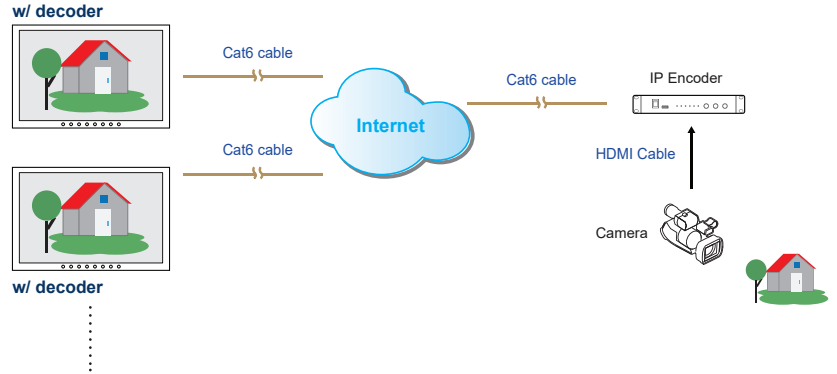 w/ decoder
Cat6 cable
Cat6 cable
IP Encoder
Internet
Cat6 cable
HDMI Cable
Camera
w/ decoder